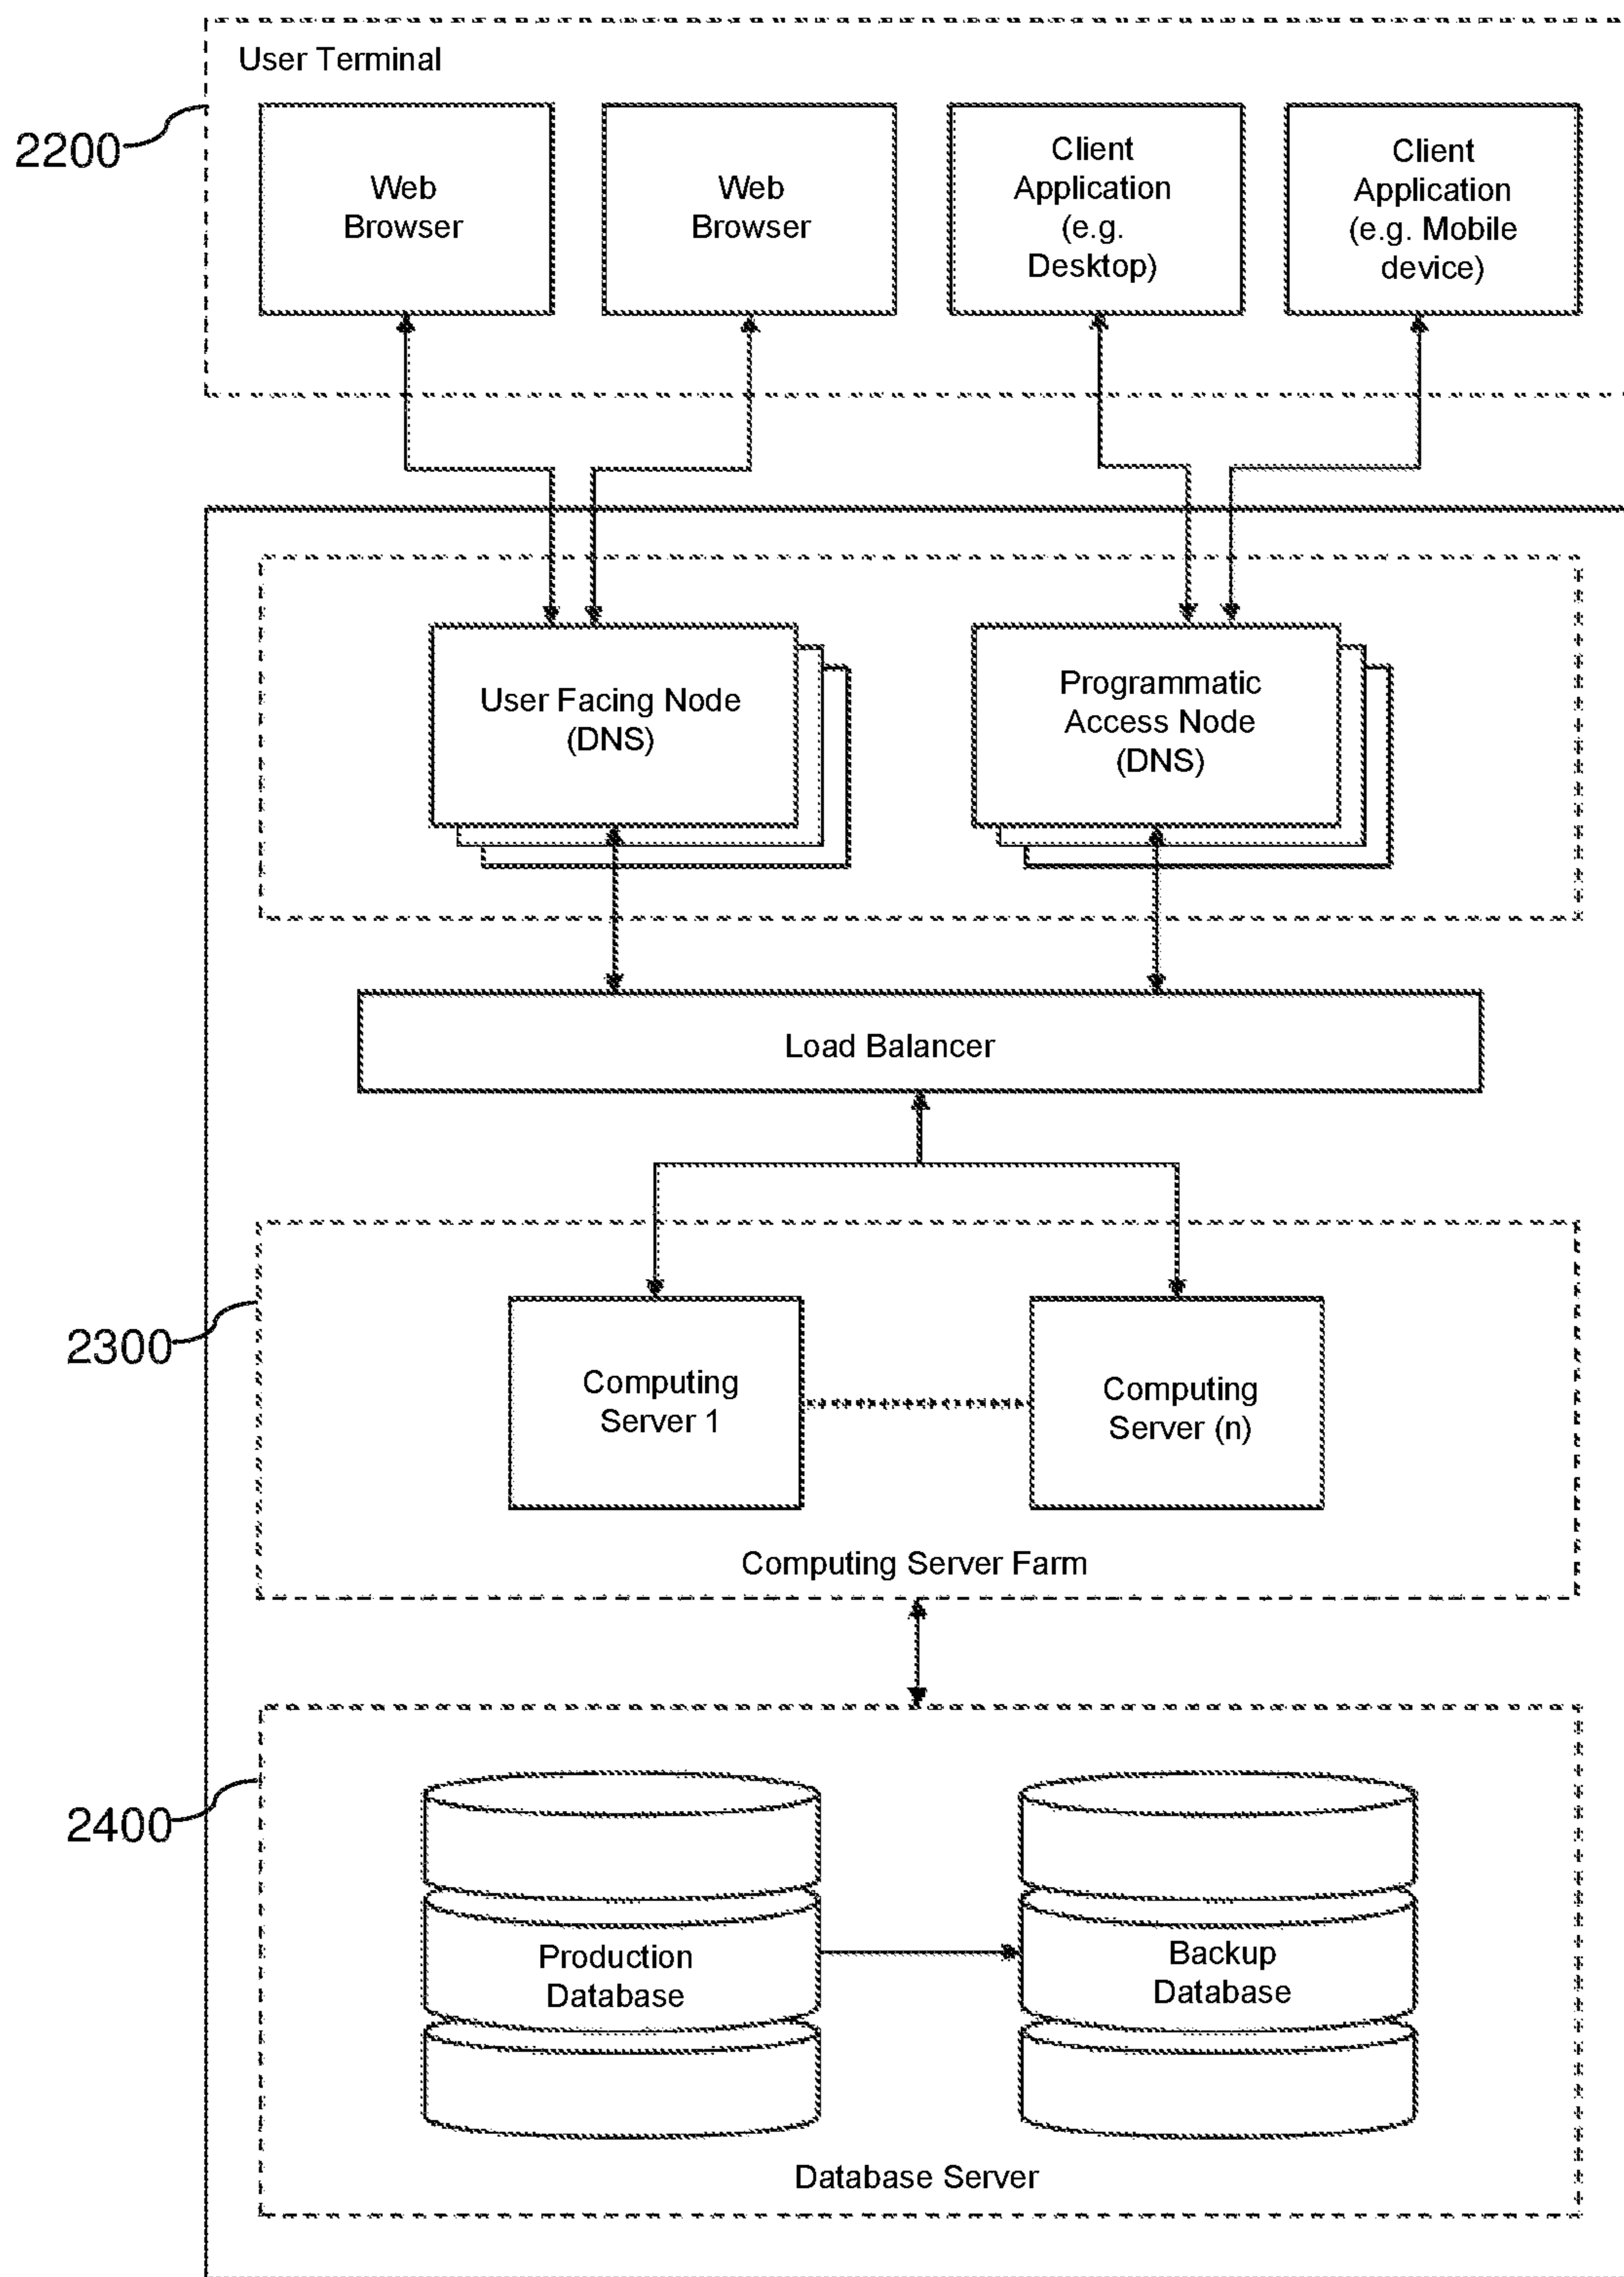 User Terminal
2200
Web
Browser
Web
Browser
Client
Application
(e.g.
Desktop)
Client
Application
(e.g. Mobile
device)
User Facing Node
(DNS)
Programmatic
Access Node
(DNS)
Load Balancer
2300
Computing
Server 1
Computing
Server (n)
Computing Server Farm
2400
Production
Database
Backup
Database
Database Server